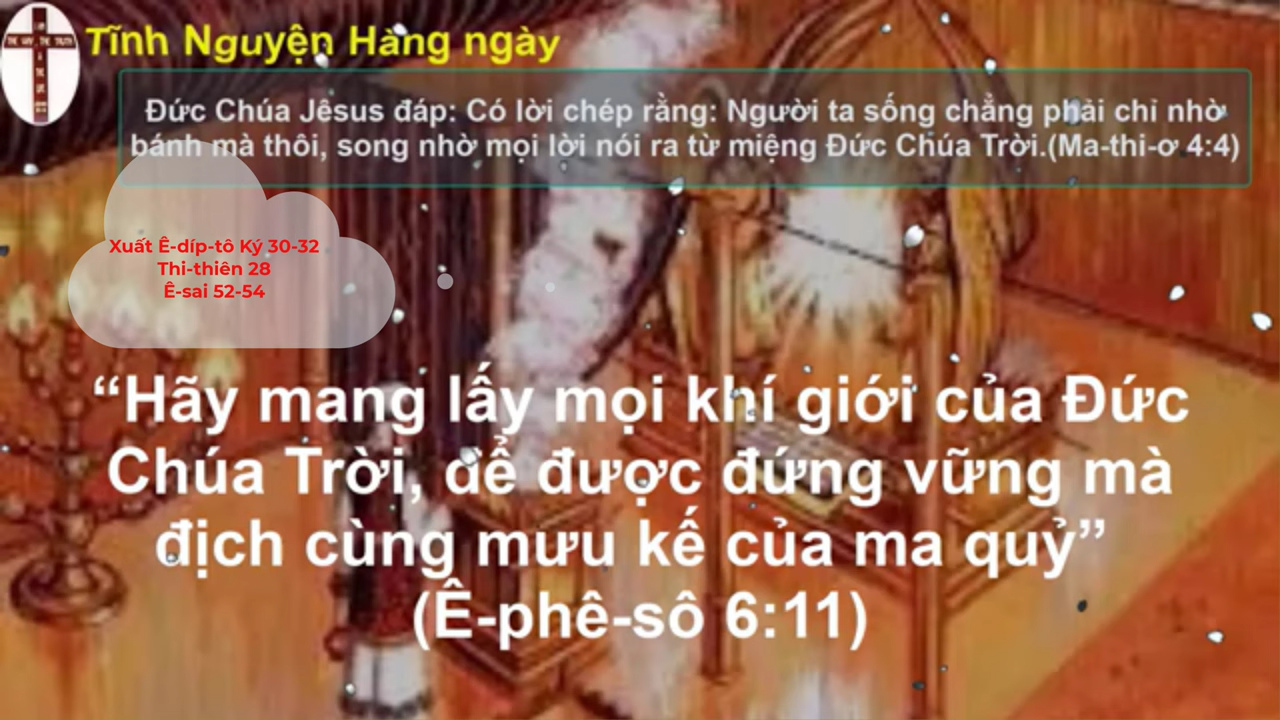 Tĩnh Nguyện Hằng ngày
Đức Chúa Jêsus đáp: Có lời chép rằng: Người ta sống chẳng phải chỉ nhờ
bánh mà thôi, song nhờ mọi lời nói ra từ miệng Đức Chúa Trời.(Ma-thi-ơ 4:4)
Xuất Ê-díp-tô Ký 30-32
Thi-thiên 28
Ê-sai 52-54
“Hãy mang lấy mọi khí giới của Đức
Chúa Trời, để được đứng vững mà
địch cùng mưu kế của ma quỷ”
(Ê-phê-sô 6:11)